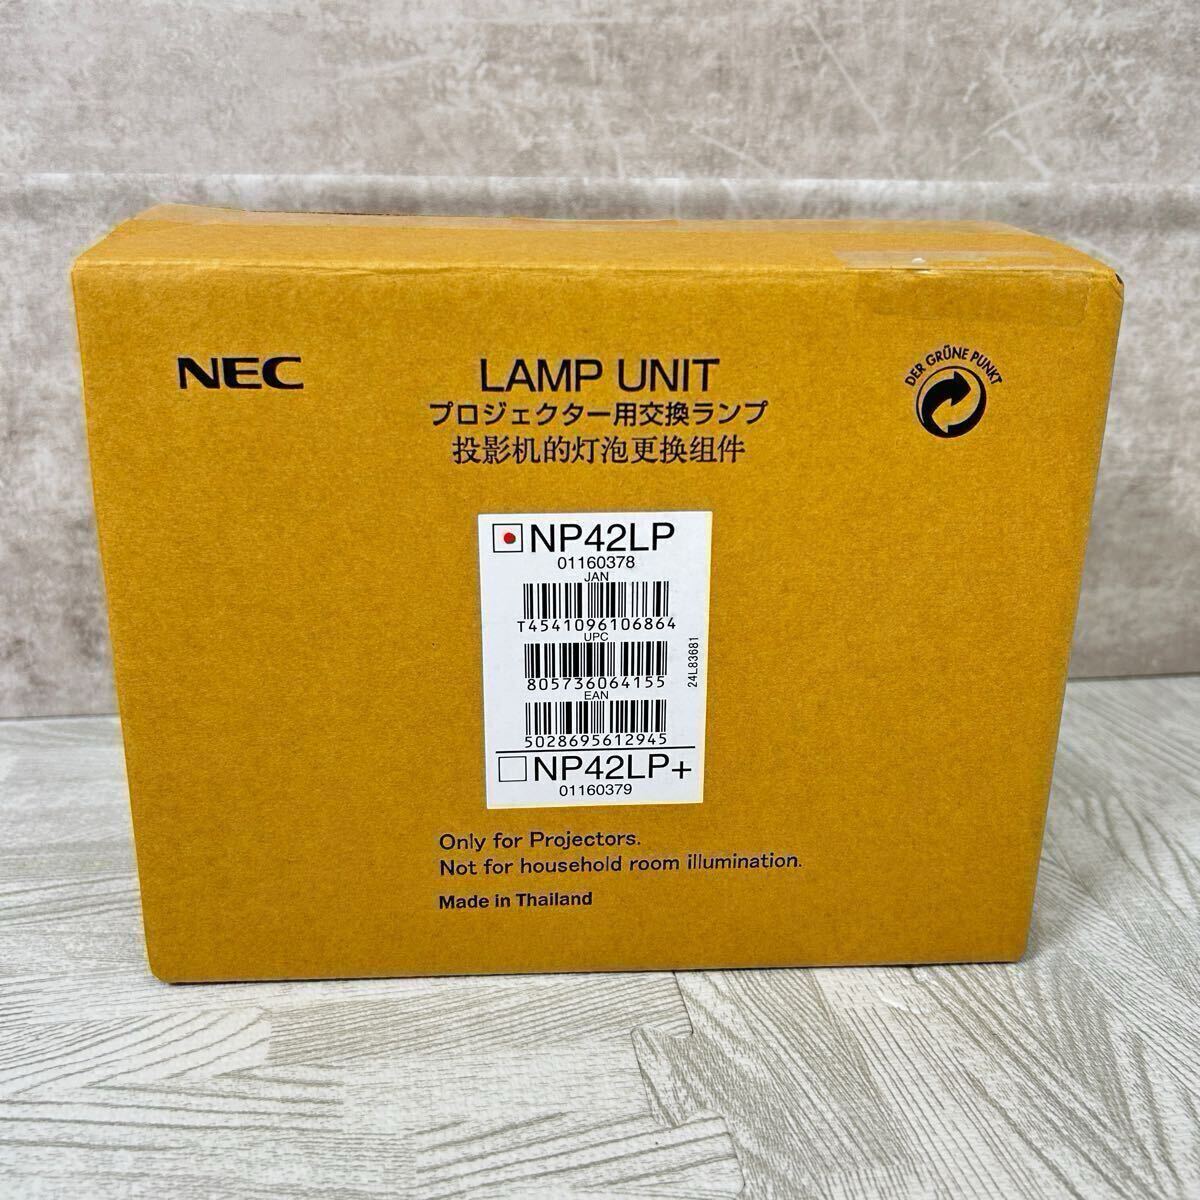 NEC
LAMP UNIT
プロジェクター用交換ランプ
投影机的灯泡更换组件
DER GRÜNE PUNKT
NP42LP
01160378
JAN
T4541096106864
UPC
805736064155
EAN
5028695612945
24L83681
NP42LP+
01160379
Only for Projectors.
Not for household room illumination.
Made in Thailand